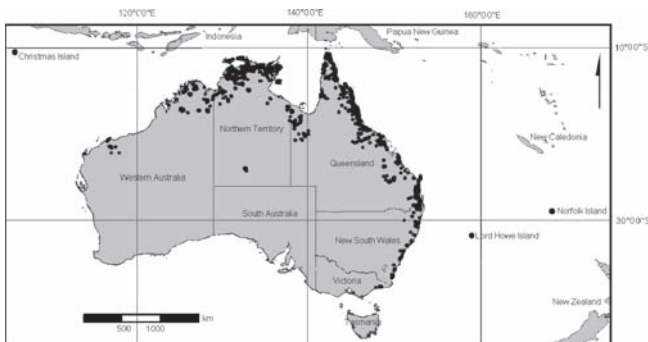 120°0'0"E 140°0'0"E 160°0'0"E
Indonesia Papua New Guinea
10°0'0"S
Christmas Island
Northern Territory
New Caledonia
Queensland
Western Australia
South Australia
Norfolk Island
30°0'0"S
Lord Howe Island
New South Wales
Victoria
New Zealand
km
500 1000
Tasmania